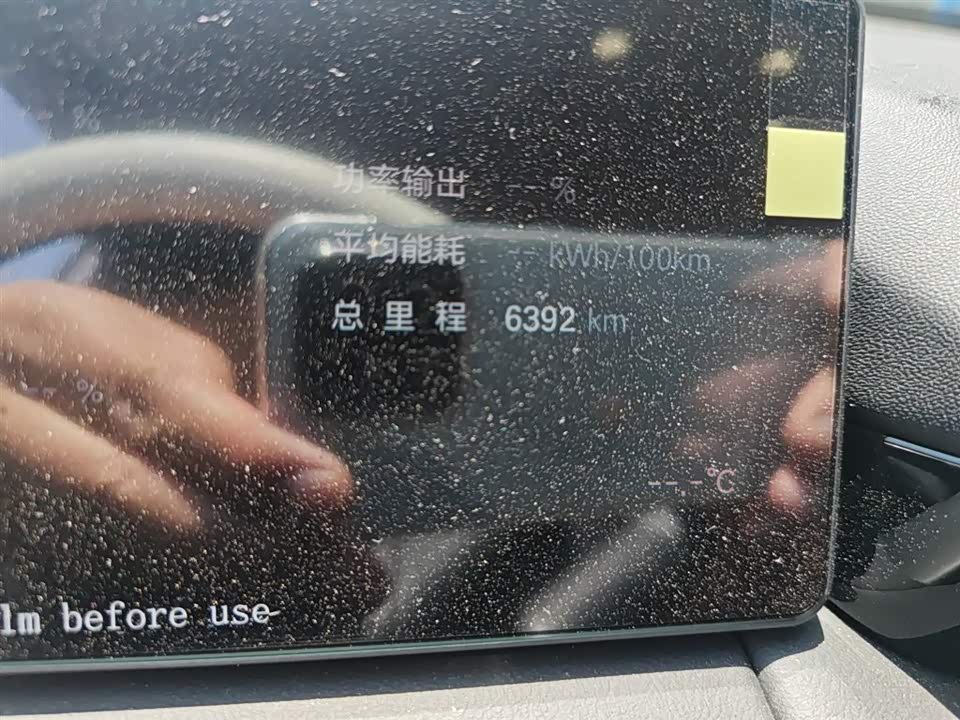 功率输出 --%
平均能耗 -- kWh/100km
总里程 6392 km
-- %
--.-℃
lm before use